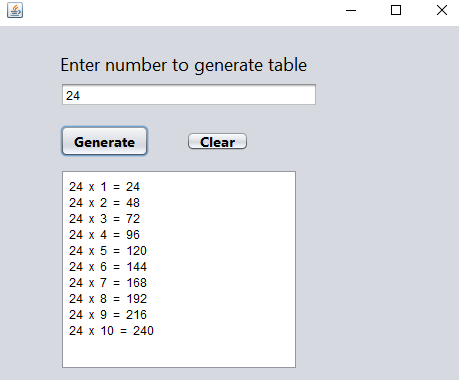 Enter number to generate table
24
Generate Clear
24 x 1 = 24
24 x 2 = 48
24 x 3 = 72
24 x 4 = 96
24 x 5 = 120
24 x 6 = 144
24 x 7 = 168
24 x 8 = 192
24 x 9 = 216
24 x 10 = 240